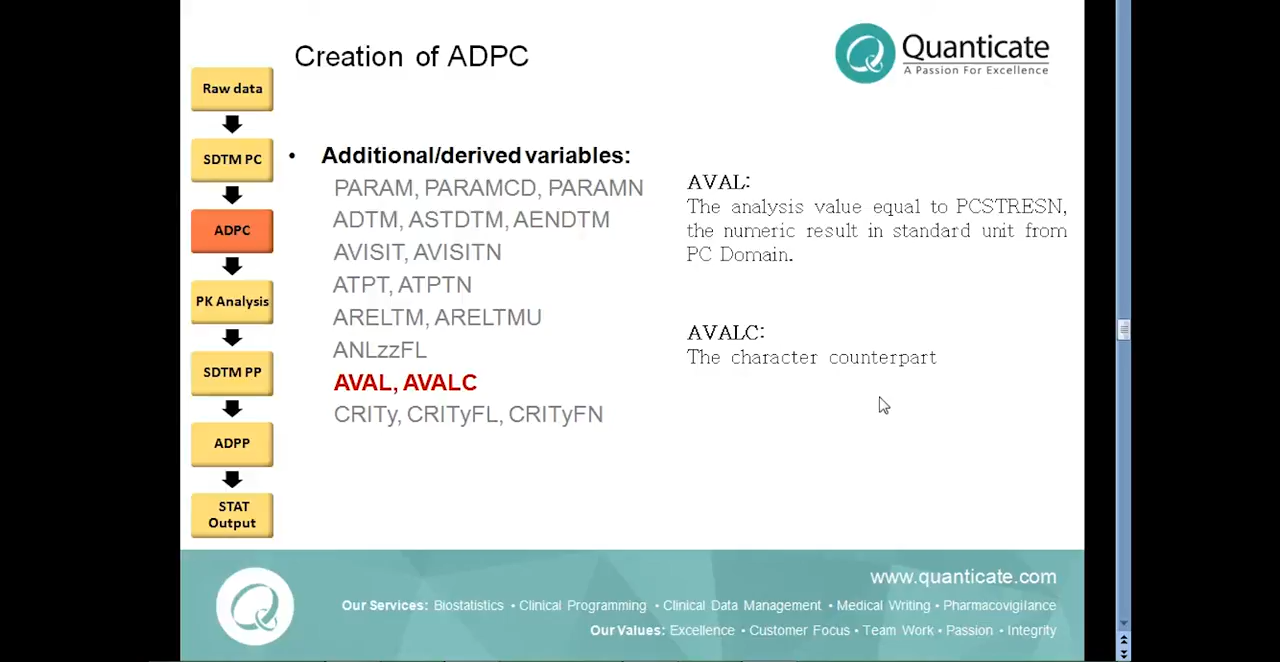 Creation of ADPC
Quanticate
A Passion For Excellence
Raw data
SDTM PC
ADPC
PK Analysis
SDTM PP
ADPP
STAT
Output
• Additional/derived variables:
PARAM, PARAMCD, PARAMN
ADTM, ASTDTM, AENDTM
AVISIT, AVISITN
ATPT, ATPTN
ARELTM, ARELTMU
ANLzzFL
AVAL, AVALC
CRITy, CRITyFL, CRITyFN
AVAL:
The analysis value equal to PCSTRESN,
the numeric result in standard unit from
PC Domain.
AVALC:
The character counterpart
www.quanticate.com
Our Services: Biostatistics • Clinical Programming • Clinical Data Management • Medical Writing • Pharmacovigilance
Our Values: Excellence • Customer Focus • Team Work • Passion • Integrity